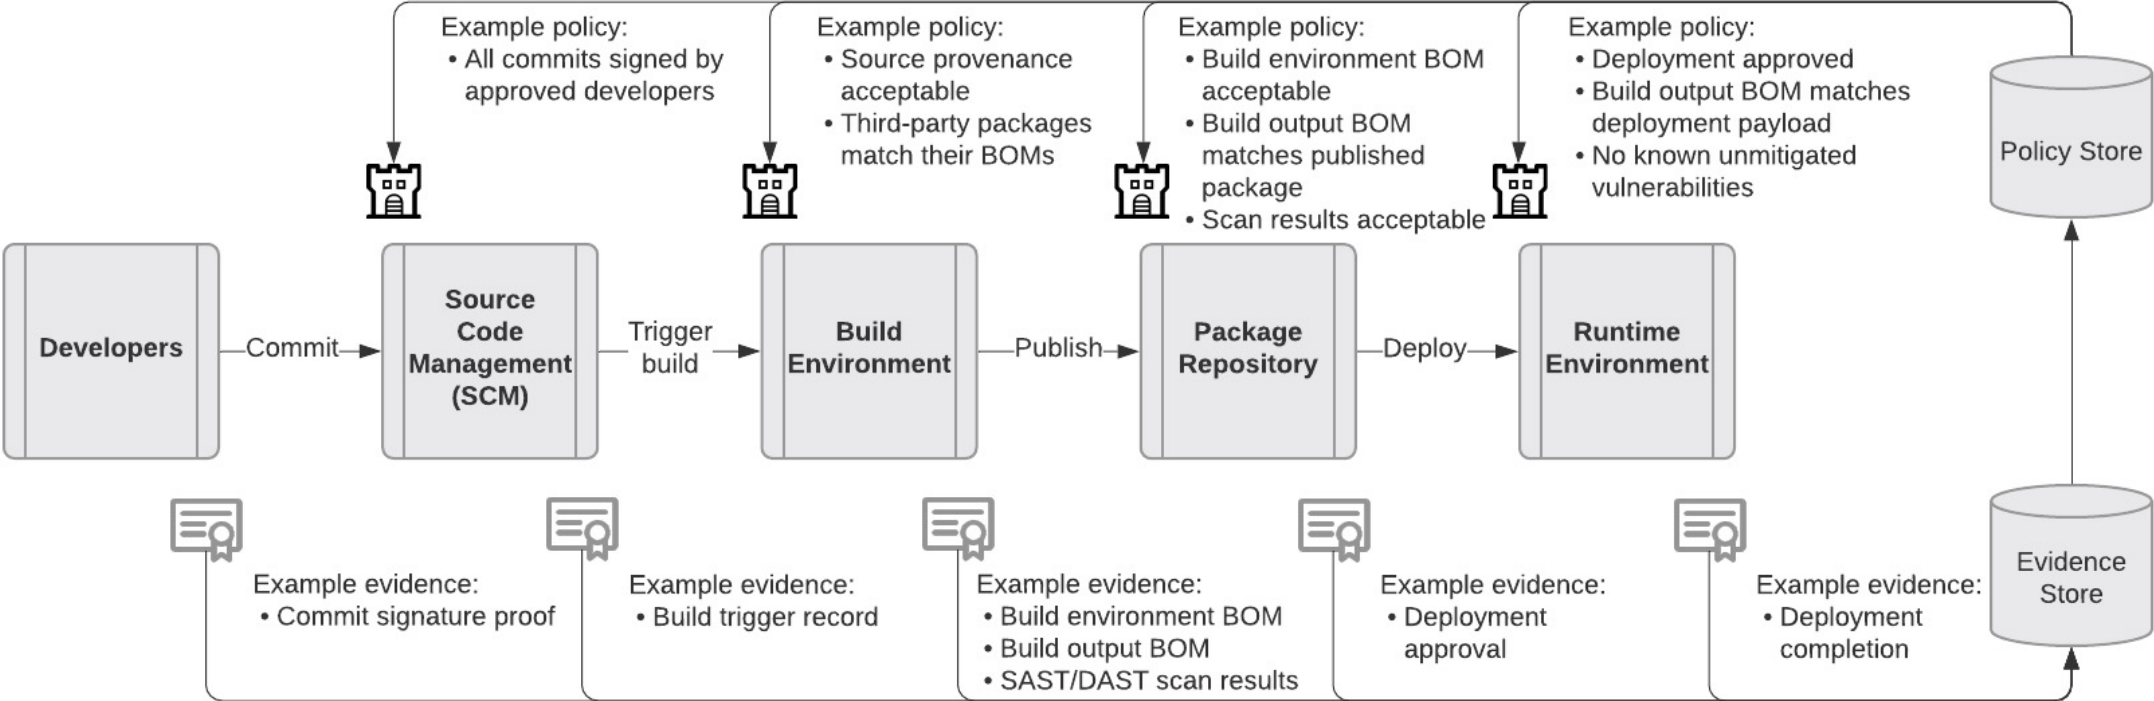 Example policy:
• All commits signed by
approved developers
Example policy:
• Source provenance
acceptable
• Third-party packages
match their BOMs
Example policy:
• Build environment BOM
acceptable
• Build output BOM
matches published
package
• Scan results acceptable
Example policy:
• Deployment approved
• Build output BOM matches
deployment payload
• No known unmitigated
vulnerabilities
Policy Store
Developers
Commit
Source
Code
Management
(SCM)
Trigger
build
Build
Environment
Publish
Package
Repository
Deploy
Runtime
Environment
Example evidence:
• Commit signature proof
Example evidence:
• Build trigger record
Example evidence:
• Build environment BOM
• Build output BOM
• SAST/DAST scan results
Example evidence:
• Deployment
approval
Example evidence:
• Deployment
completion
Evidence
Store